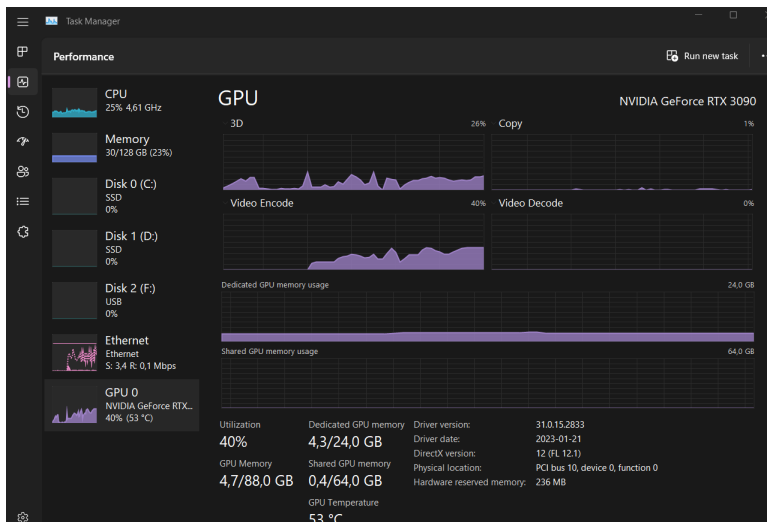 Task Manager
Performance
Run new task
CPU
25% 4,61 GHz
Memory
30/128 GB (23%)
Disk 0 (C:)
SSD
0%
Disk 1 (D:)
SSD
0%
Disk 2 (F:)
USB
0%
Ethernet
Ethernet
S: 3,4 R: 0,1 Mbps
GPU 0
NVIDIA GeForce RTX...
40% (53 °C)
GPU
NVIDIA GeForce RTX 3090
3D 26%
Copy 1%
Video Encode 40%
Video Decode 0%
Dedicated GPU memory usage 24,0 GB
Shared GPU memory usage 64,0 GB
Utilization
40%
Dedicated GPU memory
4,3/24,0 GB
GPU Memory
4,7/88,0 GB
Shared GPU memory
0,4/64,0 GB
GPU Temperature
53 °C
Driver version: 31.0.15.2833
Driver date: 2023-01-21
DirectX version: 12 (FL 12.1)
Physical location: PCI bus 10, device 0, function 0
Hardware reserved memory: 236 MB